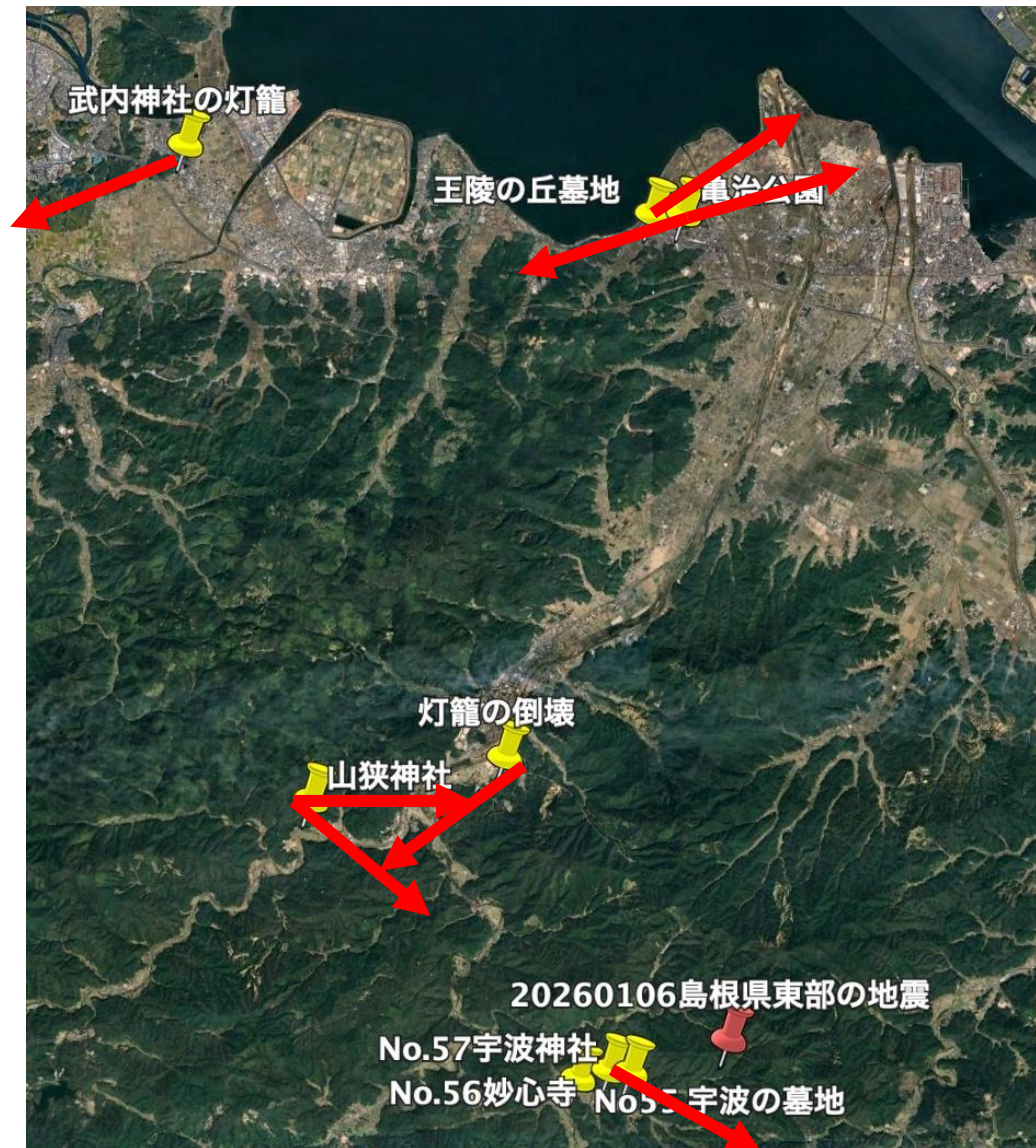 武内神社の灯籠
王陵の丘墓地
亀治公園
灯籠の倒壊
山狭神社
20260106島根県東部の地震
No.57宇波神社
No.56妙心寺
No55 宇波の墓地